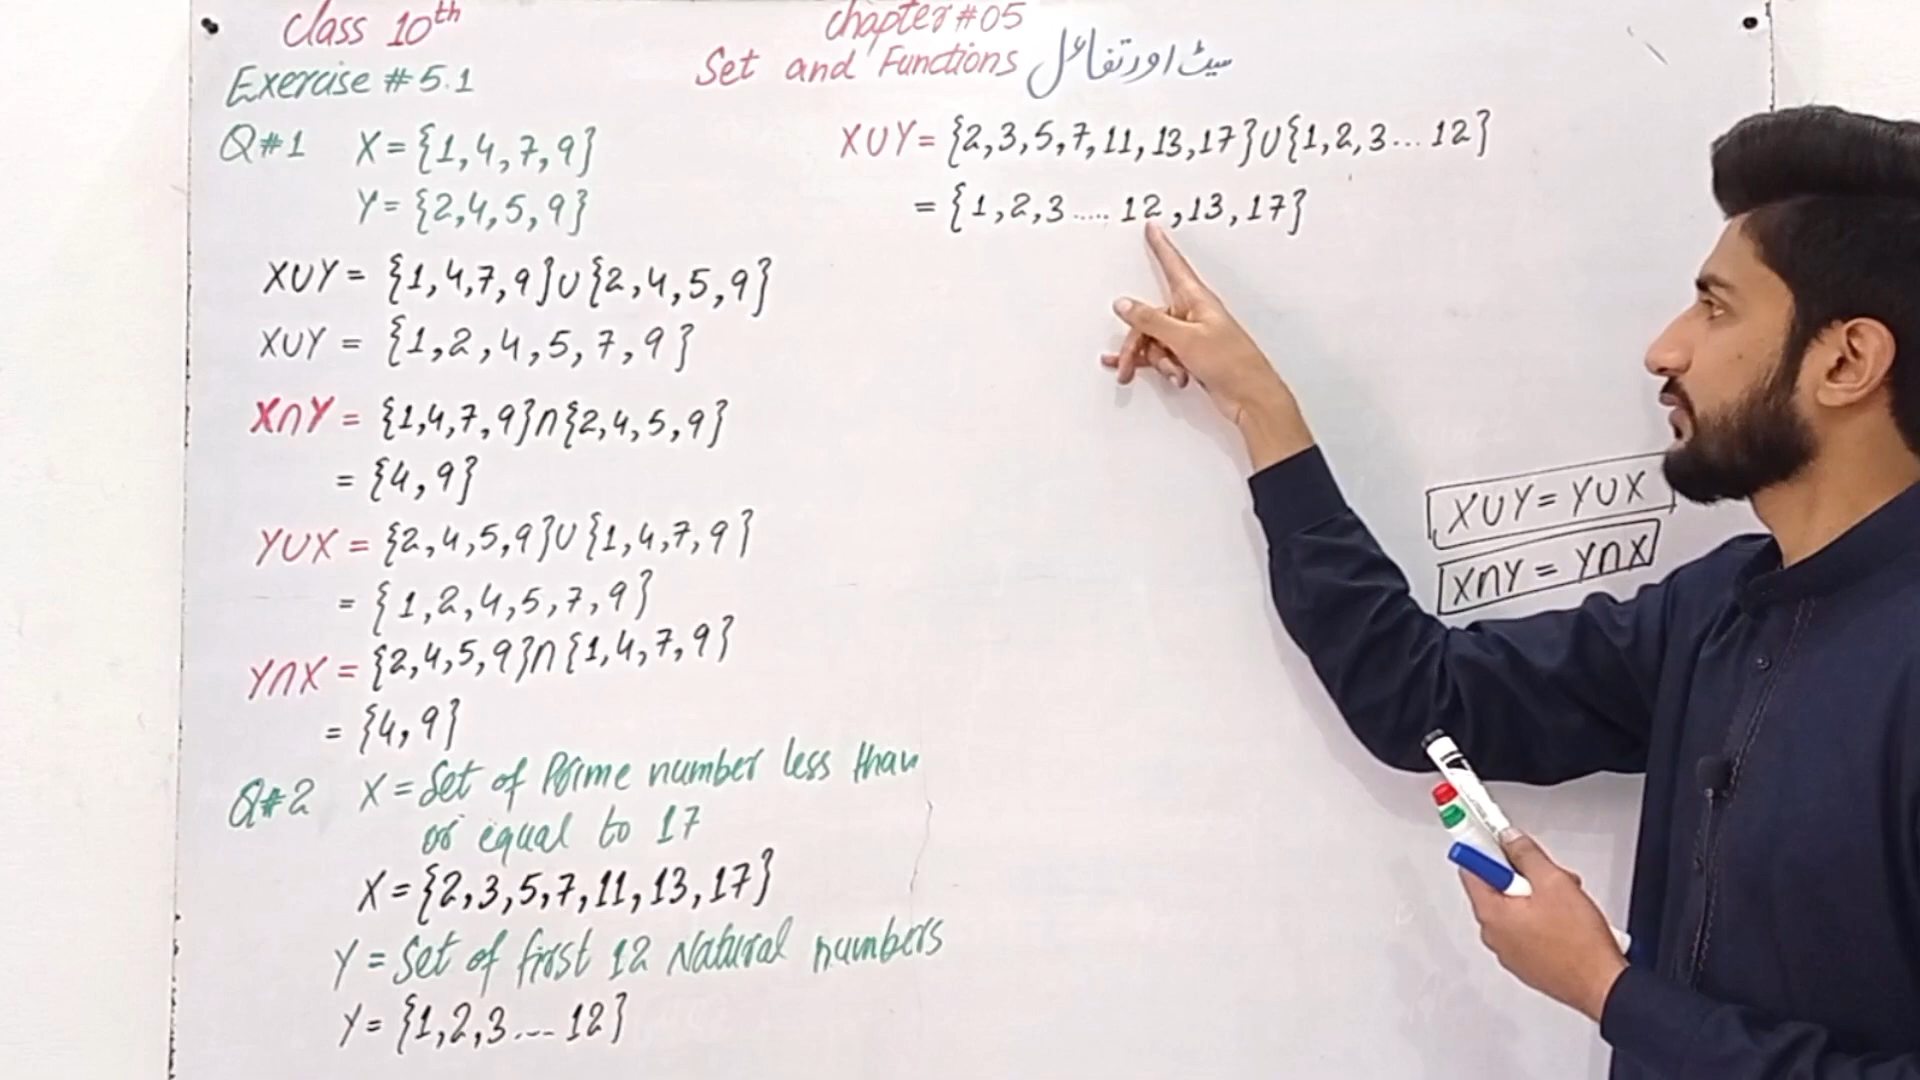 Class 10th
Chapter #05
Exercise #5.1
Set and Functions سیٹ اور تفاعل
Q#1 X={1,4,7,9}
Y={2,4,5,9}
X∪Y= {1,4,7,9}∪{2,4,5,9}
X∪Y = {1,2,4,5,7,9}
X∩Y = {1,4,7,9}∩{2,4,5,9}
= {4,9}
Y∪X = {2,4,5,9}∪{1,4,7,9}
= {1,2,4,5,7,9}
Y∩X = {2,4,5,9}∩{1,4,7,9}
= {4,9}
Q#2 X = Set of Prime number less than
or equal to 17
X={2,3,5,7,11,13,17}
Y = Set of first 12 Natural numbers
Y={1,2,3.... 12}
X∪Y= {2,3,5,7,11,13,17}∪{1,2,3... 12}
= {1,2,3..... 12,13,17}
X∪Y= Y∪X
X∩Y = Y∩X